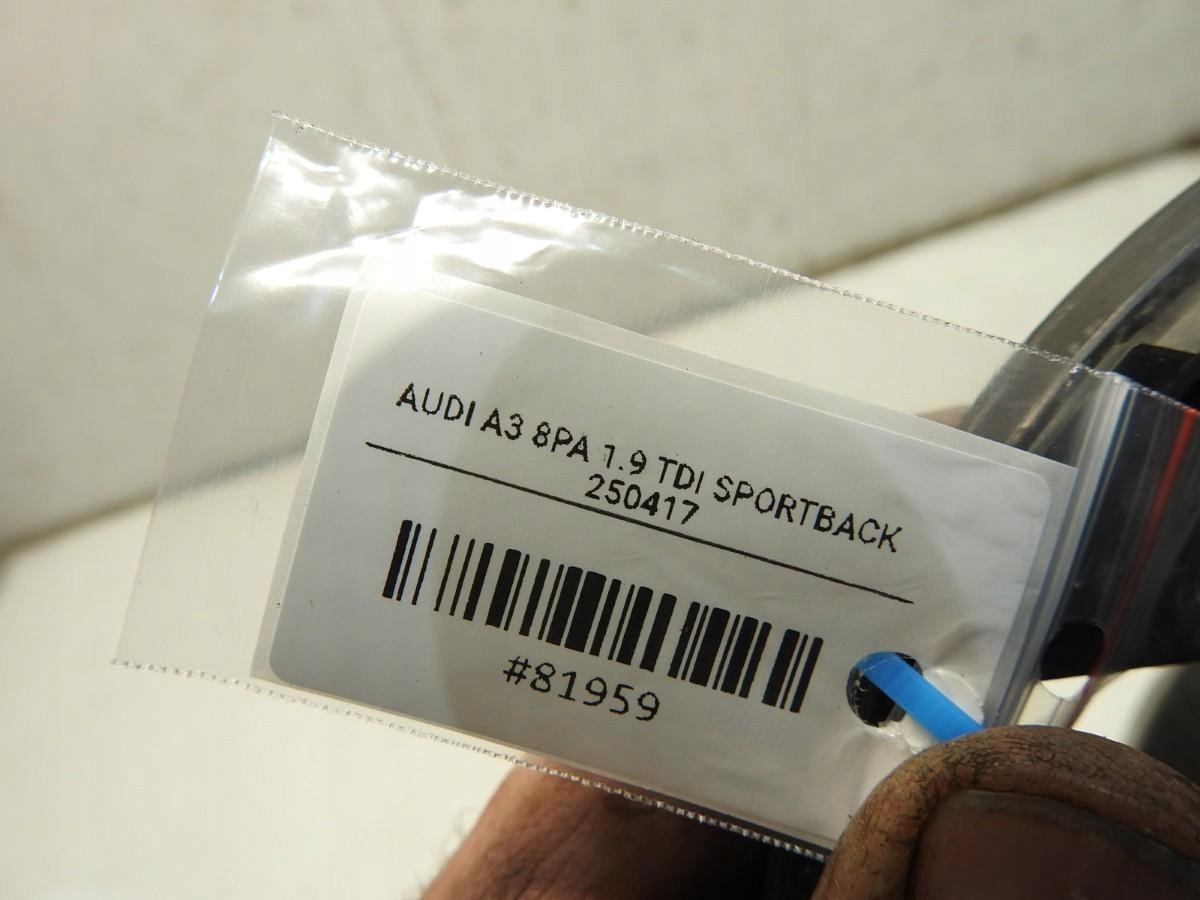 AUDI A3 8PA 1.9 TDI SPORTBACK
250417
#81959